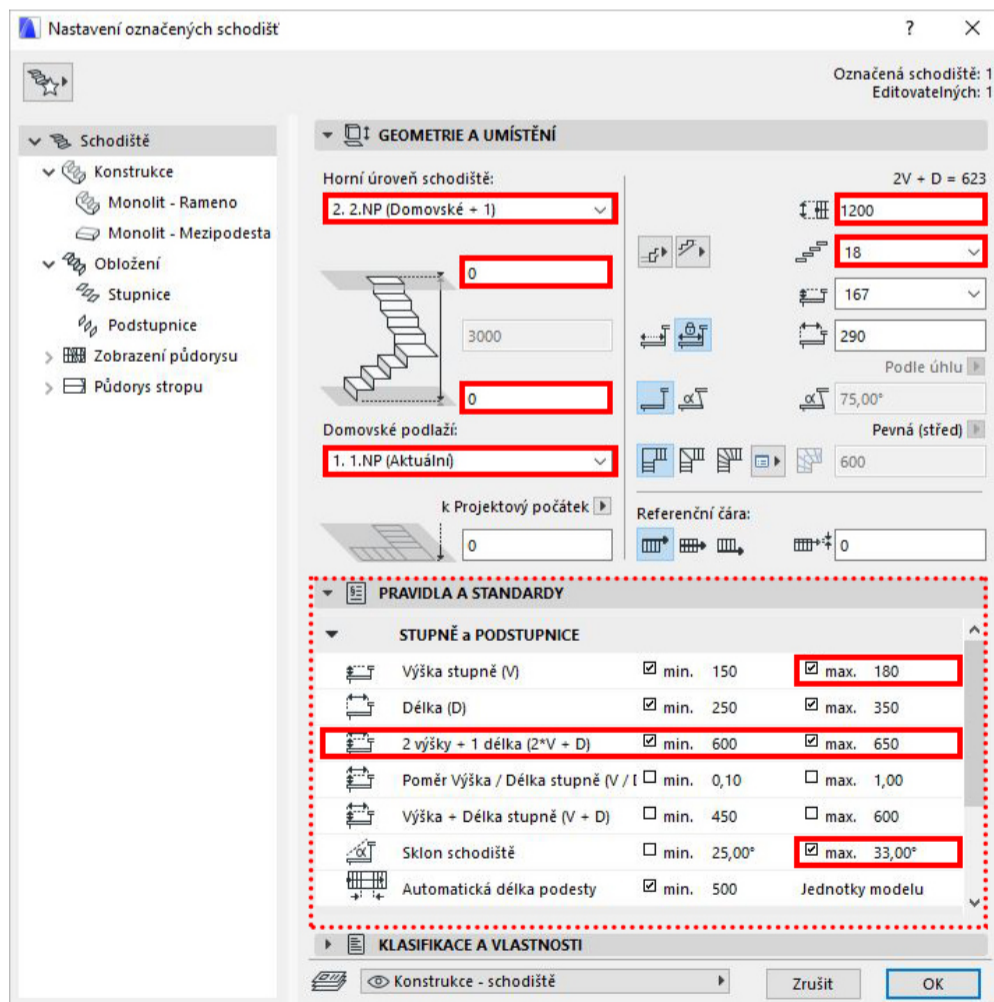 Nastavení označených schodišť
Označená schodiště: 1
Editovatelných: 1
Schodiště
Konstrukce
Monolit - Rameno
Monolit - Mezipodesta
Obložení
Stupnice
Podstupnice
Zobrazení půdorysu
Půdorys stropu
GEOMETRIE A UMÍSTĚNÍ
Horní úroveň schodiště:
2. 2.NP (Domovské + 1)
0
3000
0
Domovské podlaží:
1. 1.NP (Aktuální)
k Projektový počátek
0
2V + D = 623
1200
18
167
290
Podle úhlu
75,00°
Pevná (střed)
600
Referenční čára:
0
PRAVIDLA A STANDARDY
STUPNĚ a PODSTUPNICE
Výška stupně (V) min. 150 max. 180
Délka (D) min. 250 max. 350
2 výšky + 1 délka (2*V + D) min. 600 max. 650
Poměr Výška / Délka stupně (V / min. 0,10 max. 1,00
Výška + Délka stupně (V + D) min. 450 max. 600
Sklon schodiště min. 25,00° max. 33,00°
Automatická délka podesty min. 500 Jednotky modelu
KLASIFIKACE A VLASTNOSTI
Konstrukce - schodiště Zrušit OK